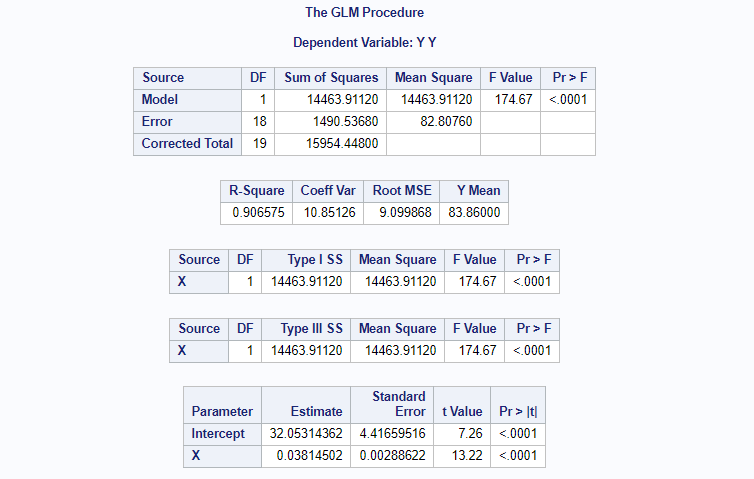 The GLM Procedure
Dependent Variable: Y Y
Source DF Sum of Squares Mean Square F Value Pr > F
Model 1 14463.91120 14463.91120 174.67 <.0001
Error 18 1490.53680 82.80760
Corrected Total 19 15954.44800
R-Square Coeff Var Root MSE Y Mean
0.906575 10.85126 9.099868 83.86000
Source DF Type I SS Mean Square F Value Pr > F
X 1 14463.91120 14463.91120 174.67 <.0001
Source DF Type III SS Mean Square F Value Pr > F
X 1 14463.91120 14463.91120 174.67 <.0001
Parameter Estimate Standard Error t Value Pr > |t|
Intercept 32.05314362 4.41659516 7.26 <.0001
X 0.03814502 0.00288622 13.22 <.0001